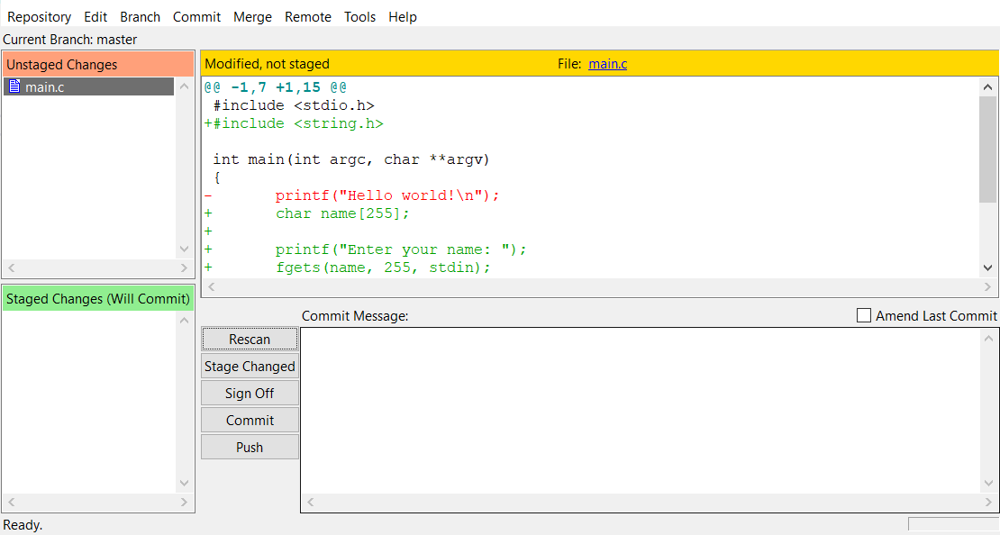 Repository Edit Branch Commit Merge Remote Tools Help
Current Branch: master
Unstaged Changes
main.c
Modified, not staged File: main.c
@@ -1,7 +1,15 @@
 #include <stdio.h>
+#include <string.h>
 int main(int argc, char **argv)
 {
-       printf("Hello world!\n");
+       char name[255];
+
+       printf("Enter your name: ");
+       fgets(name, 255, stdin);
Staged Changes (Will Commit)
Commit Message: Amend Last Commit
Rescan
Stage Changed
Sign Off
Commit
Push
Ready.